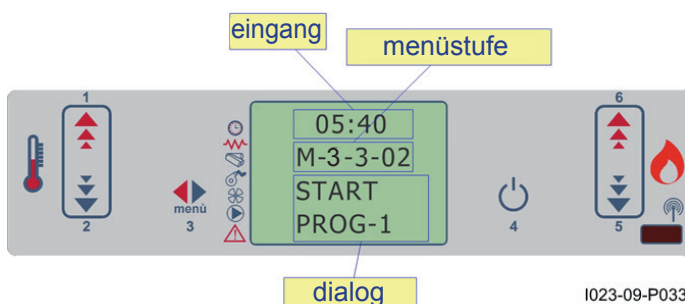 eingang
menüstufe
1
6
05:40
M-3-3-02
START
PROG-1
menù
2
3
4
5
dialog
I023-09-P033